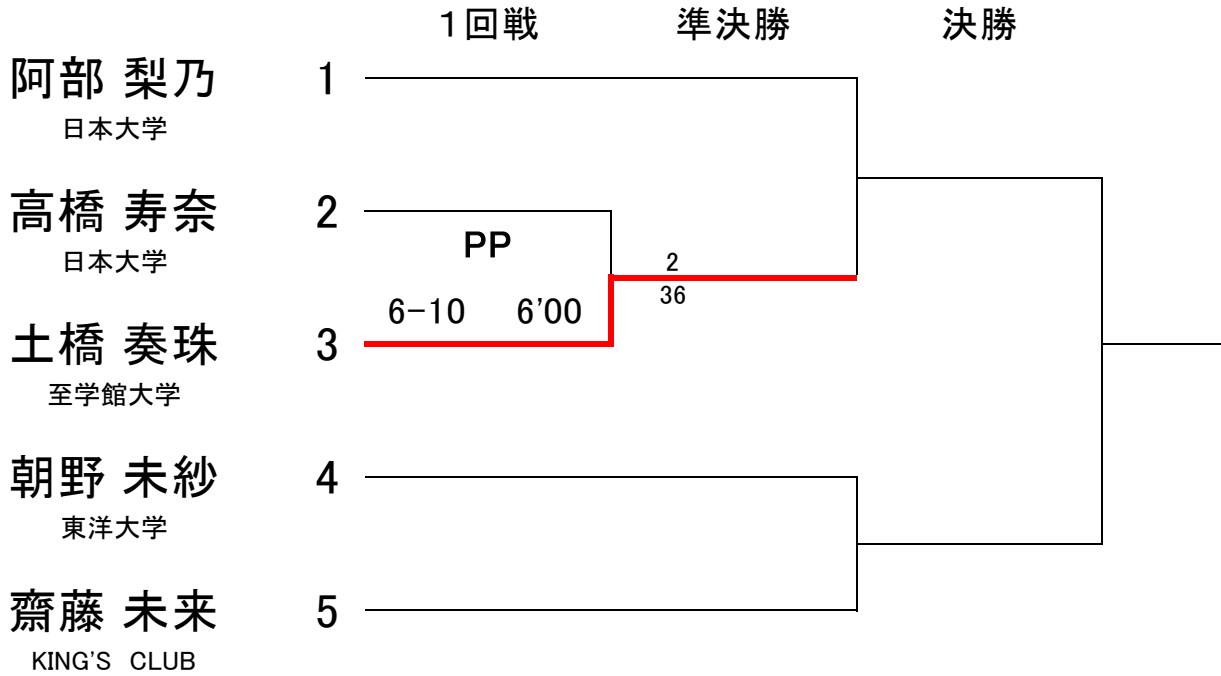 1回戦 準決勝 決勝
阿部 梨乃 1
日本大学
高橋 寿奈 2
PP
日本大学
2
36
6-10 6'00
土橋 奏珠 3
至学館大学
朝野 未紗 4
東洋大学
齋藤 未来 5
KING'S CLUB